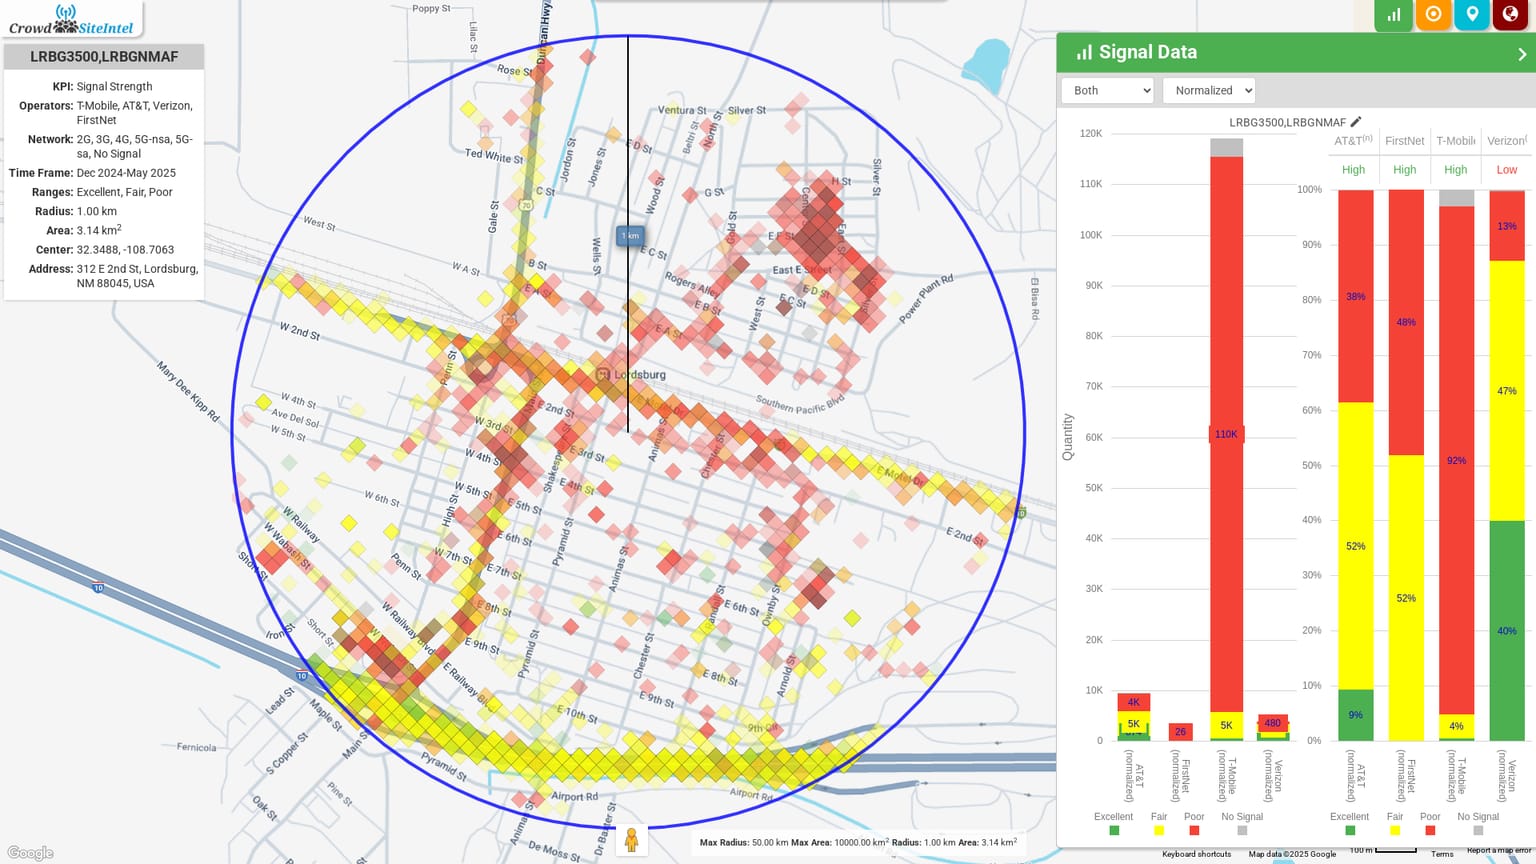 Crowd SiteIntel
LRBG3500,LRBGNMAF
KPI: Signal Strength
Operators: T-Mobile, AT&T, Verizon,
FirstNet
Network: 2G, 3G, 4G, 5G-nsa, 5G-
sa, No Signal
Time Frame: Dec 2024-May 2025
Ranges: Excellent, Fair, Poor
Radius: 1.00 km
Area: 3.14 km²
Center: 32.3488, -108.7063
Address: 312 E 2nd St, Lordsburg,
NM 88045, USA
Poppy St
Lilac St
Duncan Hwy
Rose St
Ventura St
Silver St
Beltri St
North St
E D St
Ted White St
Jordon St
Jones St
C St
Wood St
G St
H St
Silver St
70
Gale St
West St
1 km
Gold St
E F St
East St
Wells St
E C St
W A St
B St
East E Street
Rogers Alley
E D St
E C St
E B St
West St
Power Plant Rd
El Bisa Rd
E A St
W 2nd St
Penn St
Lordsburg
Mary Dee Kipp Rd
Southern Pacific Blvd
E Motel Dr
W 4th St
Ave Del Sol
W 5th St
E 2nd St
W 3rd St
Animas St
Chester St
E 3rd St
W 4th St
Shakespeare St
E Motel Dr
E 4th St
W 5th St
W 6th St
E 5th St
High St
W Railway
E 6th St
Pyramid St
E 2nd St
W Wabash St
Short St
W 7th St
Penn St
E 7th St
Animas St
10
E 8th St
E 6th St
Ownby St
W Railway Blvd
Iron St
Short St
E 9th St
Pyramid St
Chester St
E Railway Blvd
E 8th St
Arnold St
10
E 9th St
Lead St
Maple St
E 10th St
9th Cir
Fernicola
S Copper St
Main St
Pyramid St
Pine St
Oak St
Airport Rd
Airport Rd
Dr Baxter St
De Moss St
Google
Max Radius: 50.00 km Max Area: 10000.00 km² Radius: 1.00 km Area: 3.14 km²
Signal Data
Both
Normalized
LRBG3500,LRBGNMAF
120K
110K
100K
90K
80K
70K
60K
50K
40K
30K
20K
10K
0
Quantity
4K
5K
26
110K
5K
480
AT&T (normalized)
FirstNet (normalized)
T-Mobile (normalized)
Verizon (normalized)
Excellent
Fair
Poor
No Signal
AT&T(n)
FirstNet
T-Mobile
Verizon
High
High
High
Low
100%
90%
80%
70%
60%
50%
40%
30%
20%
10%
0%
38%
52%
9%
48%
52%
92%
4%
13%
47%
40%
AT&T (normalized)
FirstNet (normalized)
T-Mobile (normalized)
Verizon (normalized)
Excellent
Fair
Poor
No Signal
Keyboard shortcuts
Map data ©2025 Google
100 m
Terms
Report a map error